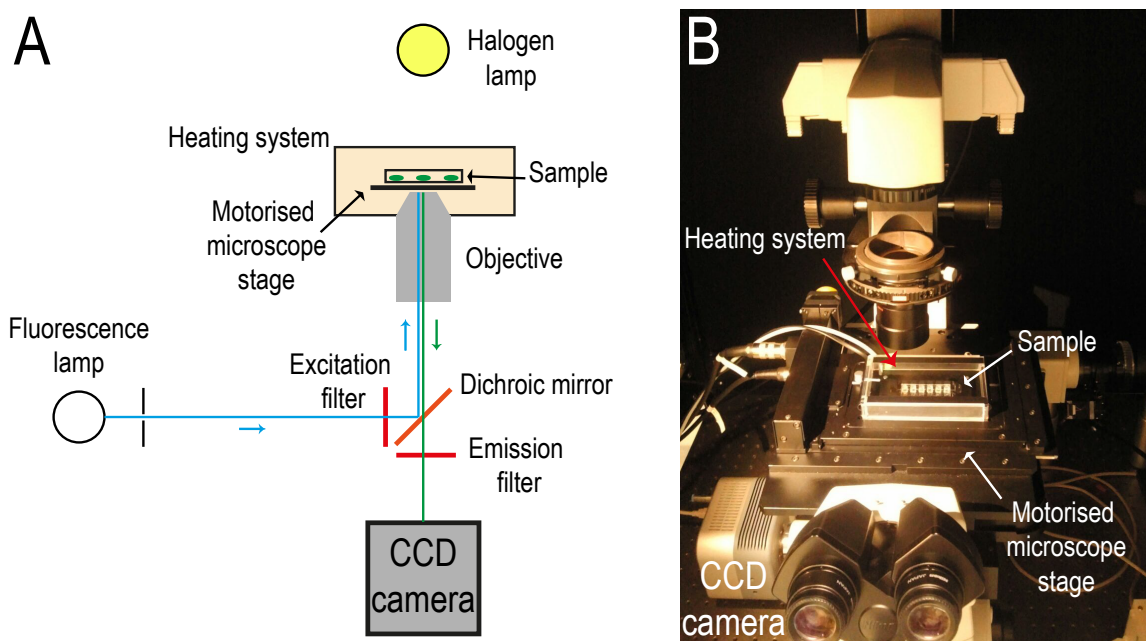 A
Halogen
lamp
Heating system
Sample
Motorised
microscope
stage
Objective
Fluorescence
lamp
Excitation
filter
Dichroic mirror
Emission
filter
CCD
camera
B
Heating system
Sample
Motorised
microscope
stage
CCD
camera